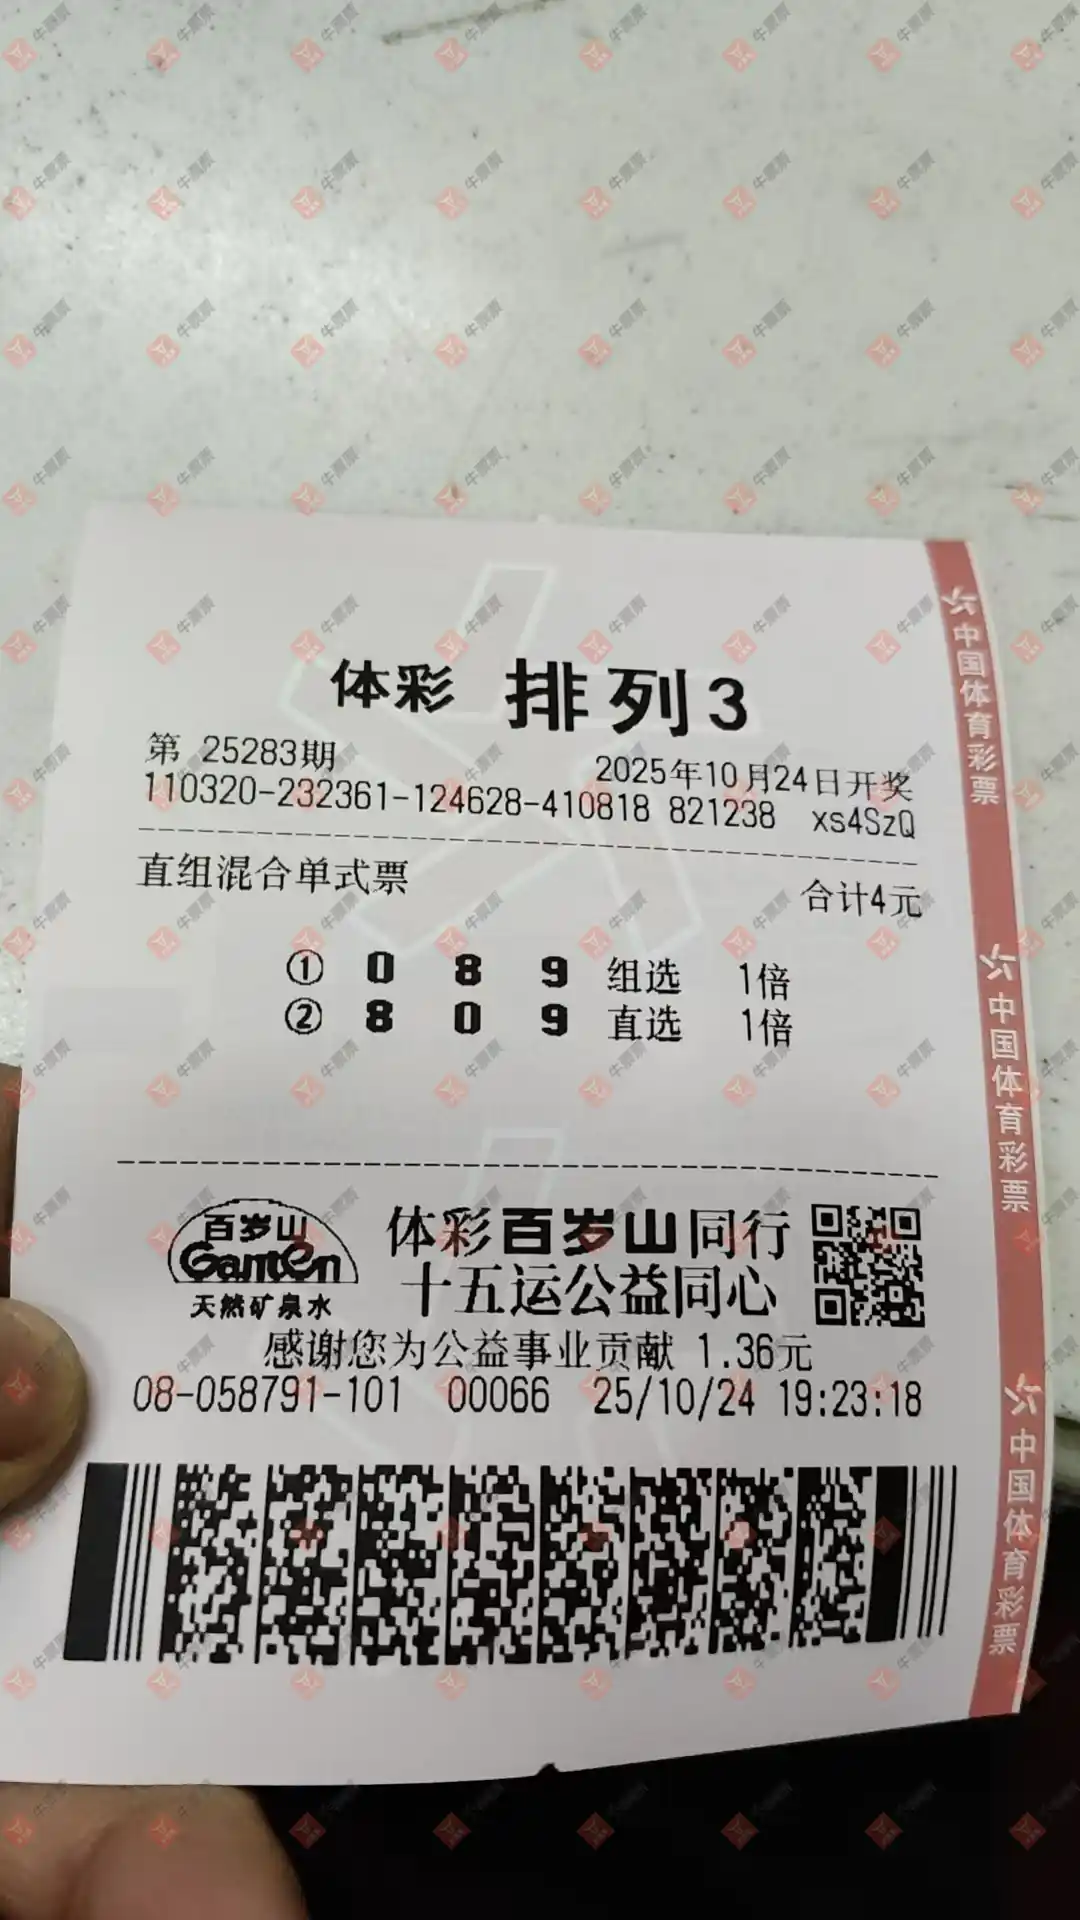 体彩 排列3
第 25283期 2025年10月24日开奖
110320-232361-124628-410818 821238 xs4SzQ
直组混合单式票 合计4元
① 0 8 9 组选 1倍
② 8 0 9 直选 1倍
百岁山
Ganten
天然矿泉水
体彩百岁山同行
十五运公益同心
感谢您为公益事业贡献 1.36元
08-058791-101 00066 25/10/24 19:23:18
中国体育彩票
中国体育彩票
中国体育彩票
牛票票